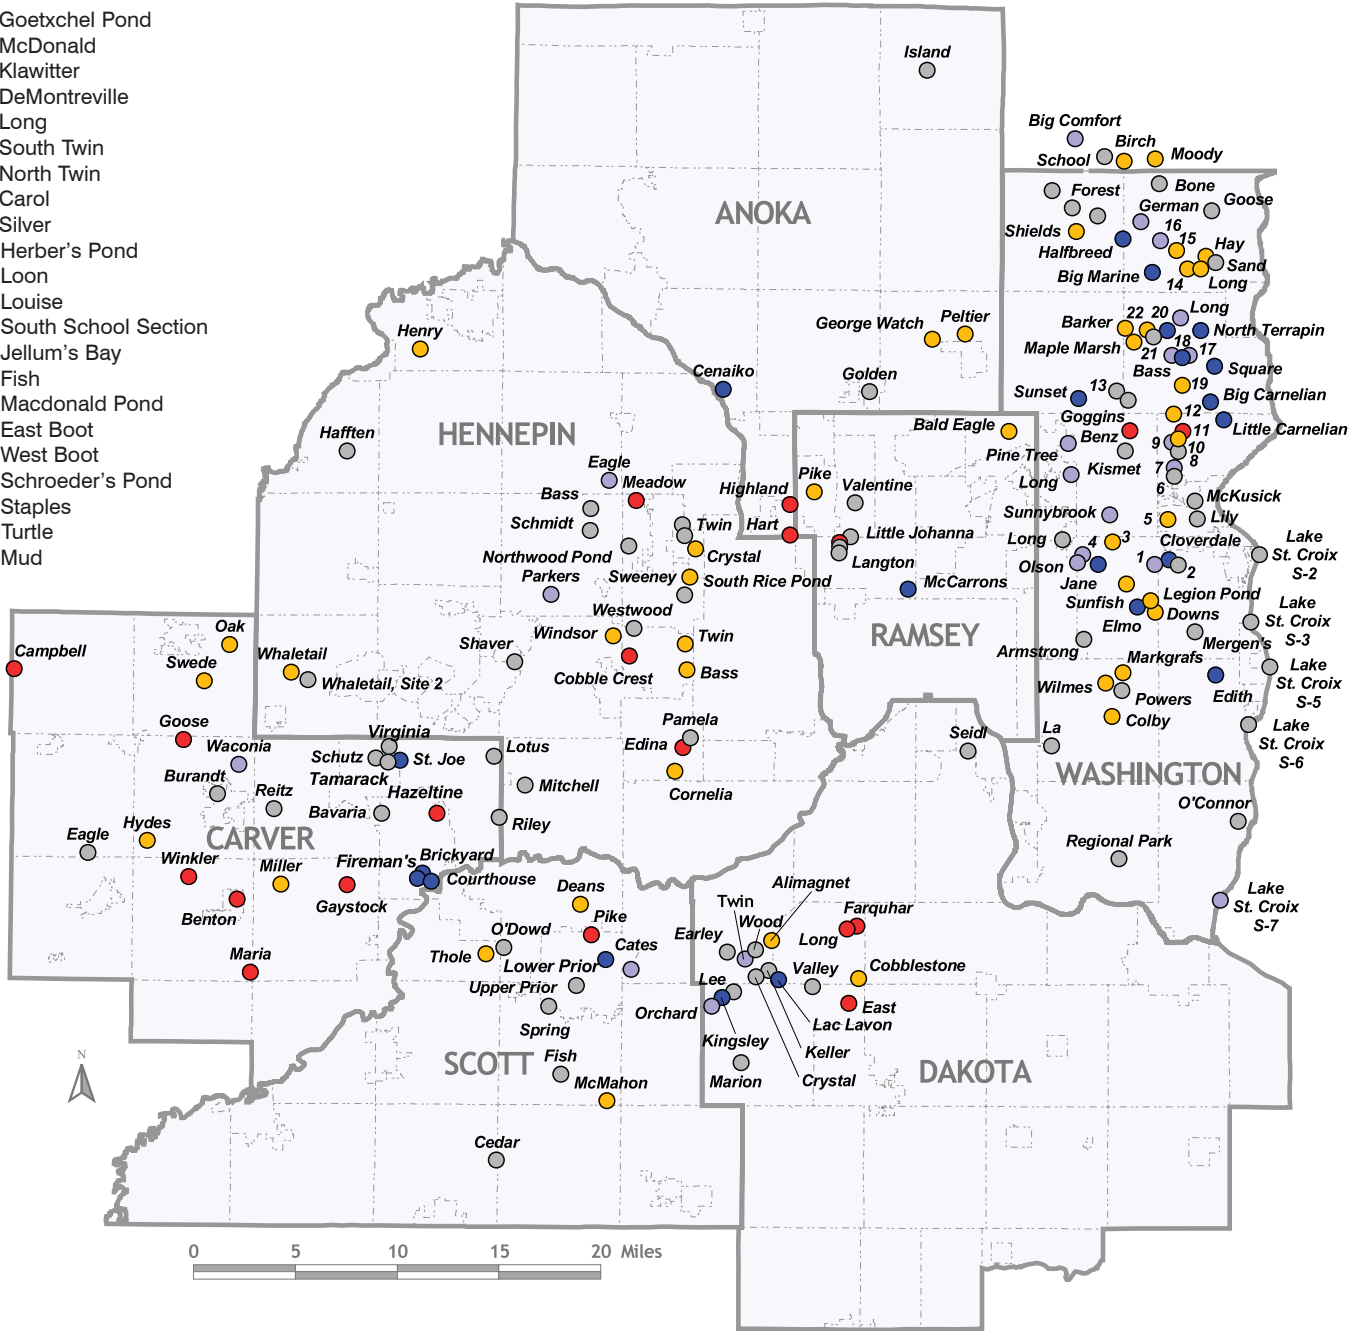 Goetxchel Pond
McDonald
Klawitter
DeMontreville
Long
South Twin
North Twin
Carol
Silver
Herber's Pond
Loon
Louise
South School Section
Jellum's Bay
Fish
Macdonald Pond
East Boot
West Boot
Schroeder's Pond
Staples
Turtle
Mud
Island
Big Comfort
Birch
School
Moody
ANOKA
Forest
Bone
German
Goose
Shields
16
15
Halfbreed
Hay
Sand
Big Marine
14
Long
George Watch
Peltier
Henry
Barker
22
20
Long
North Terrapin
Maple Marsh
21
18
17
Bass
Square
Cenaiko
Golden
Sunset
13
19
Big Carnelian
Goggins
12
Little Carnelian
HENNEPIN
Hafften
Bald Eagle
Pine Tree
Benz
9
11
10
Long
Kismet
7
8
6
Eagle
Meadow
Bass
Schmidt
Highland
Pike
Valentine
McKusick
Sunnybrook
5
Lily
Twin
Hart
Little Johanna
Long
3
Cloverdale
Northwood Pond
Crystal
Langton
4
1
2
Olson
Lake
St. Croix
S-2
Parkers
Sweeney
South Rice Pond
McCarrons
Jane
Legion Pond
Westwood
Sunfish
Downs
Elmo
Lake
St. Croix
S-3
Windsor
Twin
RAMSEY
Mergen's
Armstrong
Shaver
Cobble Crest
Bass
Markgrafs
Lake
St. Croix
S-5
Wilmes
Powers
Edith
Colby
Oak
Campbell
Swede
Whaletail
Whaletail, Site 2
Goose
Pamela
Edina
Seidl
La
Lake
St. Croix
S-6
Waconia
Virginia
Schutz
St. Joe
Lotus
WASHINGTON
Burandt
Tamarack
Mitchell
Cornelia
Reitz
Hazeltine
Bavaria
Riley
O'Connor
Eagle
Hydes
CARVER
Regional Park
Winkler
Miller
Fireman's
Brickyard
Courthouse
Benton
Gaystock
Deans
Pike
Alimagnet
Twin
Wood
Farquhar
Lake
St. Croix
S-7
Maria
O'Dowd
Thole
Cates
Earley
Long
Lower Prior
Upper Prior
Lee
Valley
Cobblestone
Orchard
Spring
East
Lac Lavon
Kingsley
Keller
Crystal
Marion
SCOTT
Fish
McMahon
DAKOTA
N
Cedar
0 5 10 15 20 Miles